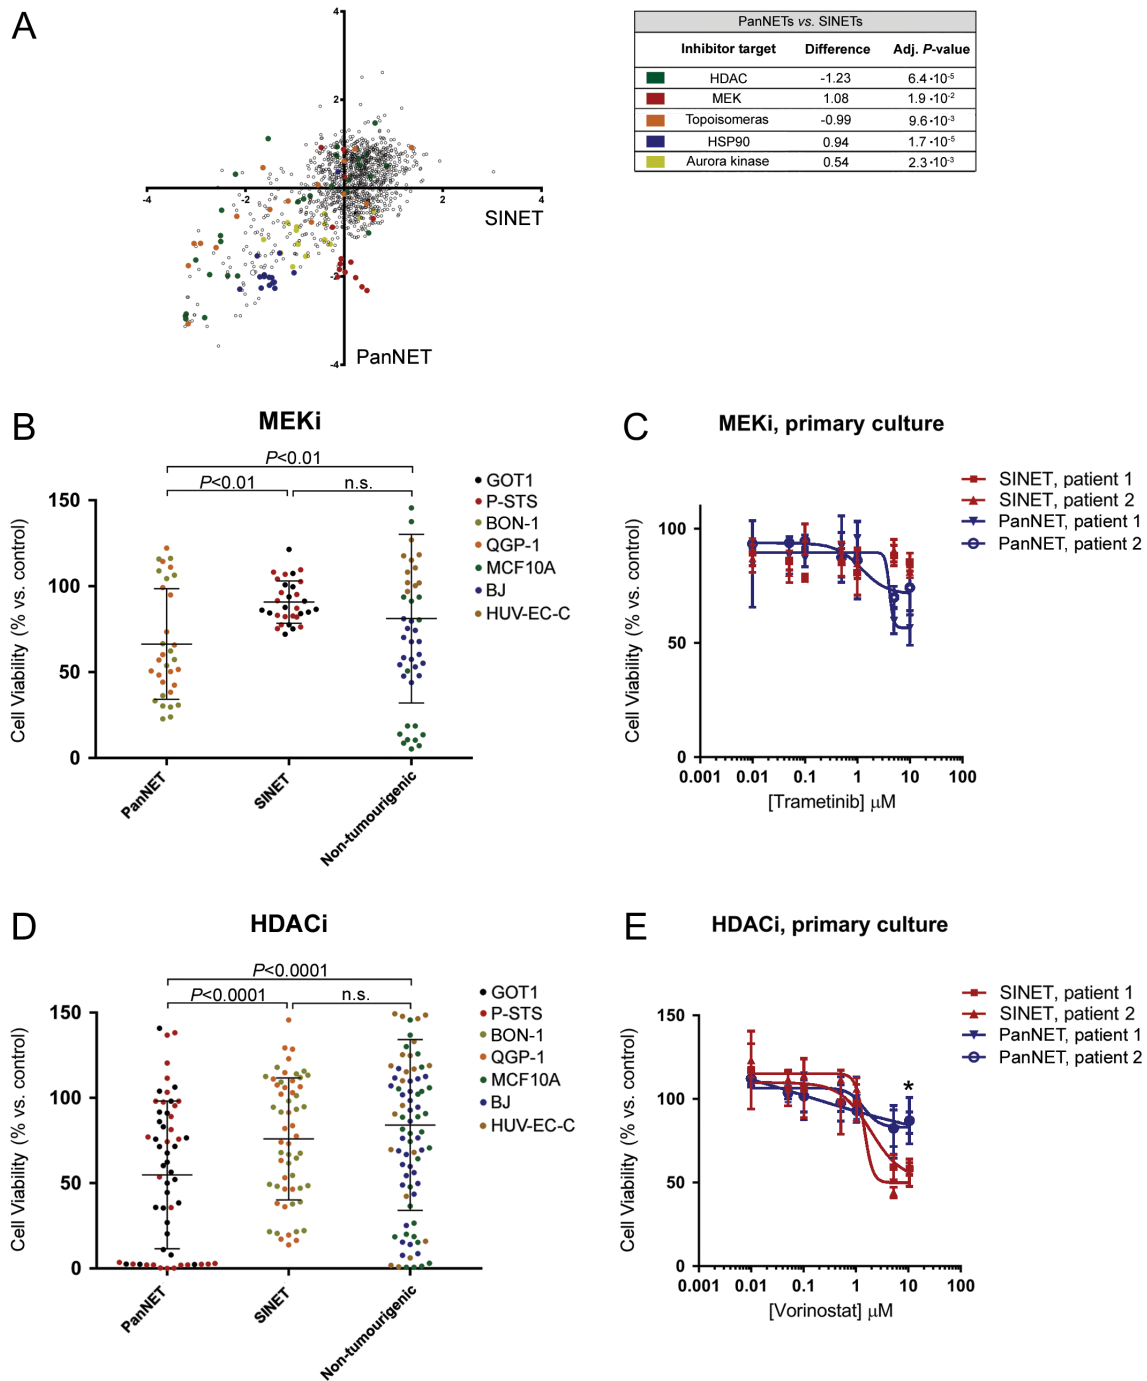 A
4
2
-4
-2
2
4
SINET
-2
-4
PanNET
PanNETs vs. SINETs
Inhibitor target Difference Adj. P-value
HDAC -1.23 6.4·10-5
MEK 1.08 1.9·10-2
Topoisomeras -0.99 9.6·10-3
HSP90 0.94 1.7·10-5
Aurora kinase 0.54 2.3·10-3
B
MEKi
P<0.01
P<0.01
n.s.
150
100
50
0
Cell Viability (% vs. control)
PanNET
SINET
Non-tumourigenic
GOT1
P-STS
BON-1
QGP-1
MCF10A
BJ
HUV-EC-C
C
MEKi, primary culture
100
50
0
Cell Viability (% vs. control)
0.001 0.01 0.1 1 10 100
[Trametinib] μM
SINET, patient 1
SINET, patient 2
PanNET, patient 1
PanNET, patient 2
D
HDACi
P<0.0001
P<0.0001
n.s.
150
100
50
0
Cell Viability (% vs. control)
PanNET
SINET
Non-tumourigenic
GOT1
P-STS
BON-1
QGP-1
MCF10A
BJ
HUV-EC-C
E
HDACi, primary culture
150
100
50
0
Cell Viability (% vs. control)
*
0.001 0.01 0.1 1 10 100
[Vorinostat] μM
SINET, patient 1
SINET, patient 2
PanNET, patient 1
PanNET, patient 2